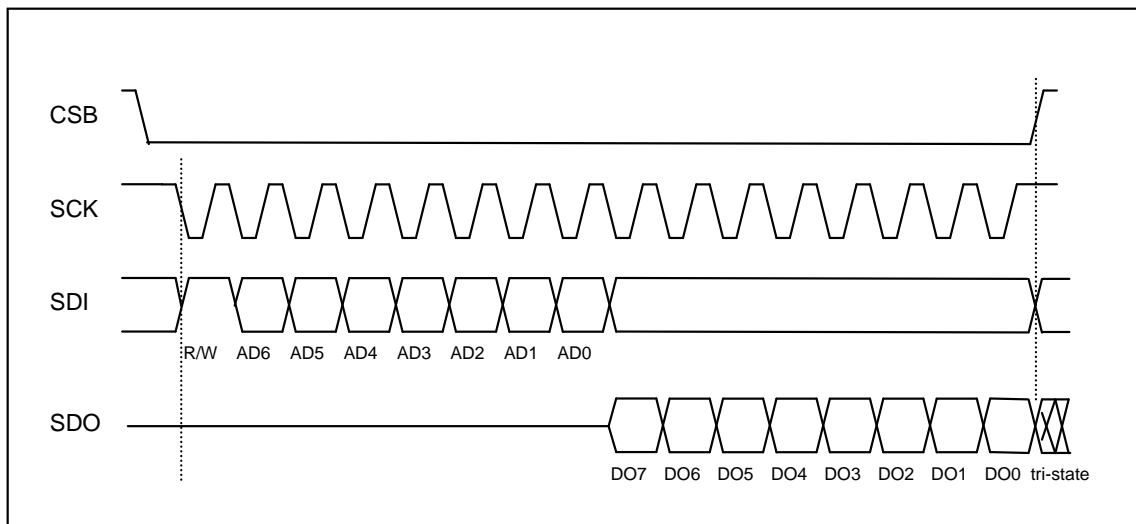 CSB
SCK
SDI
R/W AD6 AD5 AD4 AD3 AD2 AD1 AD0
SDO
DO7 DO6 DO5 DO4 DO3 DO2 DO1 DO0 tri-state